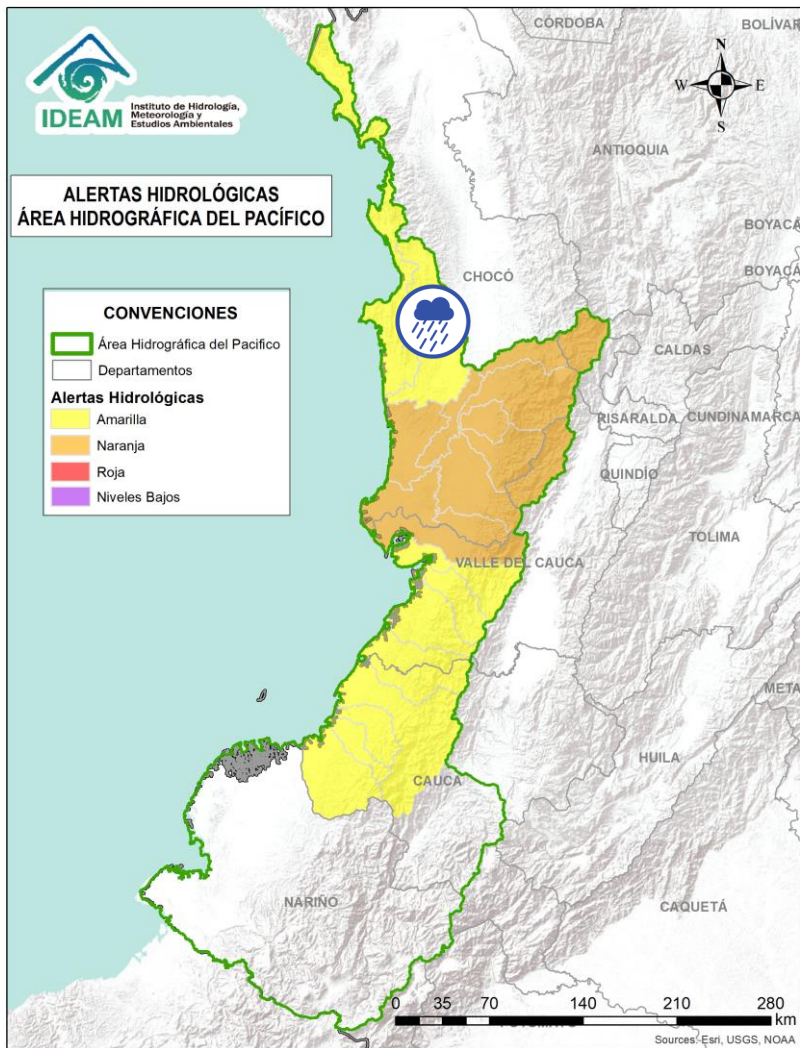 CÓRDOBA
BOLÍVAR
IDEAM
Instituto de Hidrología,
Meteorología y
Estudios Ambientales
N
W E
S
ANTIOQUIA
ALERTAS HIDROLÓGICAS
ÁREA HIDROGRÁFICA DEL PACÍFICO
BOYACÁ
CHOCÓ
BOYACÁ
CONVENCIONES
Área Hidrográfica del Pacifico
Departamentos
Alertas Hidrológicas
Amarilla
Naranja
Roja
Niveles Bajos
CALDAS
RISARALDA
CUNDINAMARCA
QUINDÍO
TOLIMA
VALLE DEL CAUCA
META
HUILA
CAUCA
NARIÑO
CAQUETÁ
0 35 70 140 210 280
km
Sources: Esri, USGS, NOAA